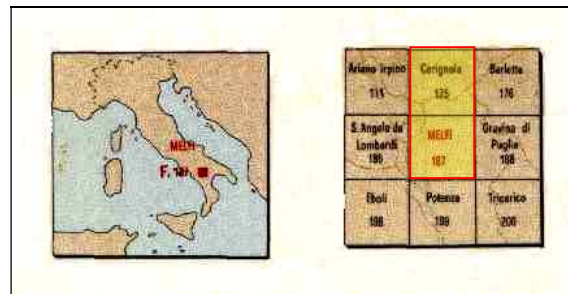 MELFI
F. 187
Ariano Irpino
Cerignola
Barletta
175
176
S. Angelo de'
Lombardi
186
MELFI
187
Gravina di
Puglia
188
Eboli
198
Potenza
199
Tricarico
200